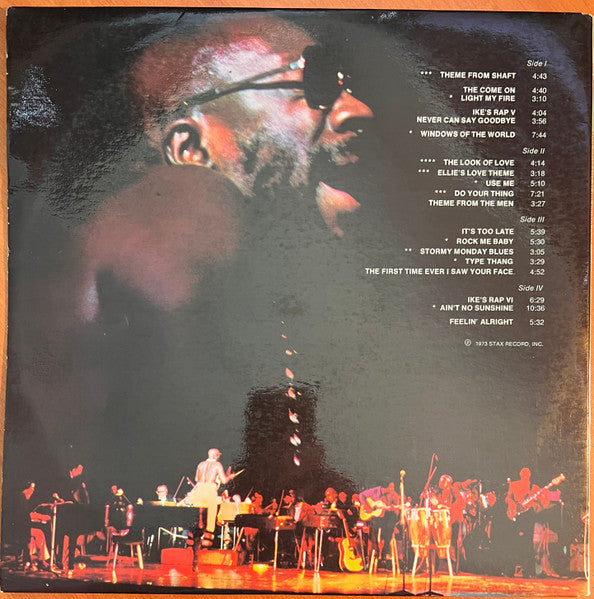 Side I
*** THEME FROM SHAFT 4:43
THE COME ON 4:40
* LIGHT MY FIRE 3:10
IKE'S RAP V 4:04
NEVER CAN SAY GOODBYE 3:56
* WINDOWS OF THE WORLD 7:44
Side II
**** THE LOOK OF LOVE 4:14
*** ELLIE'S LOVE THEME 3:18
* USE ME 5:10
*** DO YOUR THING 7:21
THEME FROM THE MEN 3:27
Side III
IT'S TOO LATE 5:39
* ROCK ME BABY 5:30
** STORMY MONDAY BLUES 3:05
* TYPE THANG 3:29
THE FIRST TIME EVER I SAW YOUR FACE 4:52
Side IV
IKE'S RAP VI 6:29
* AIN'T NO SUNSHINE 10:36
FEELIN' ALRIGHT 5:32
℗ 1973 STAX RECORD, INC.